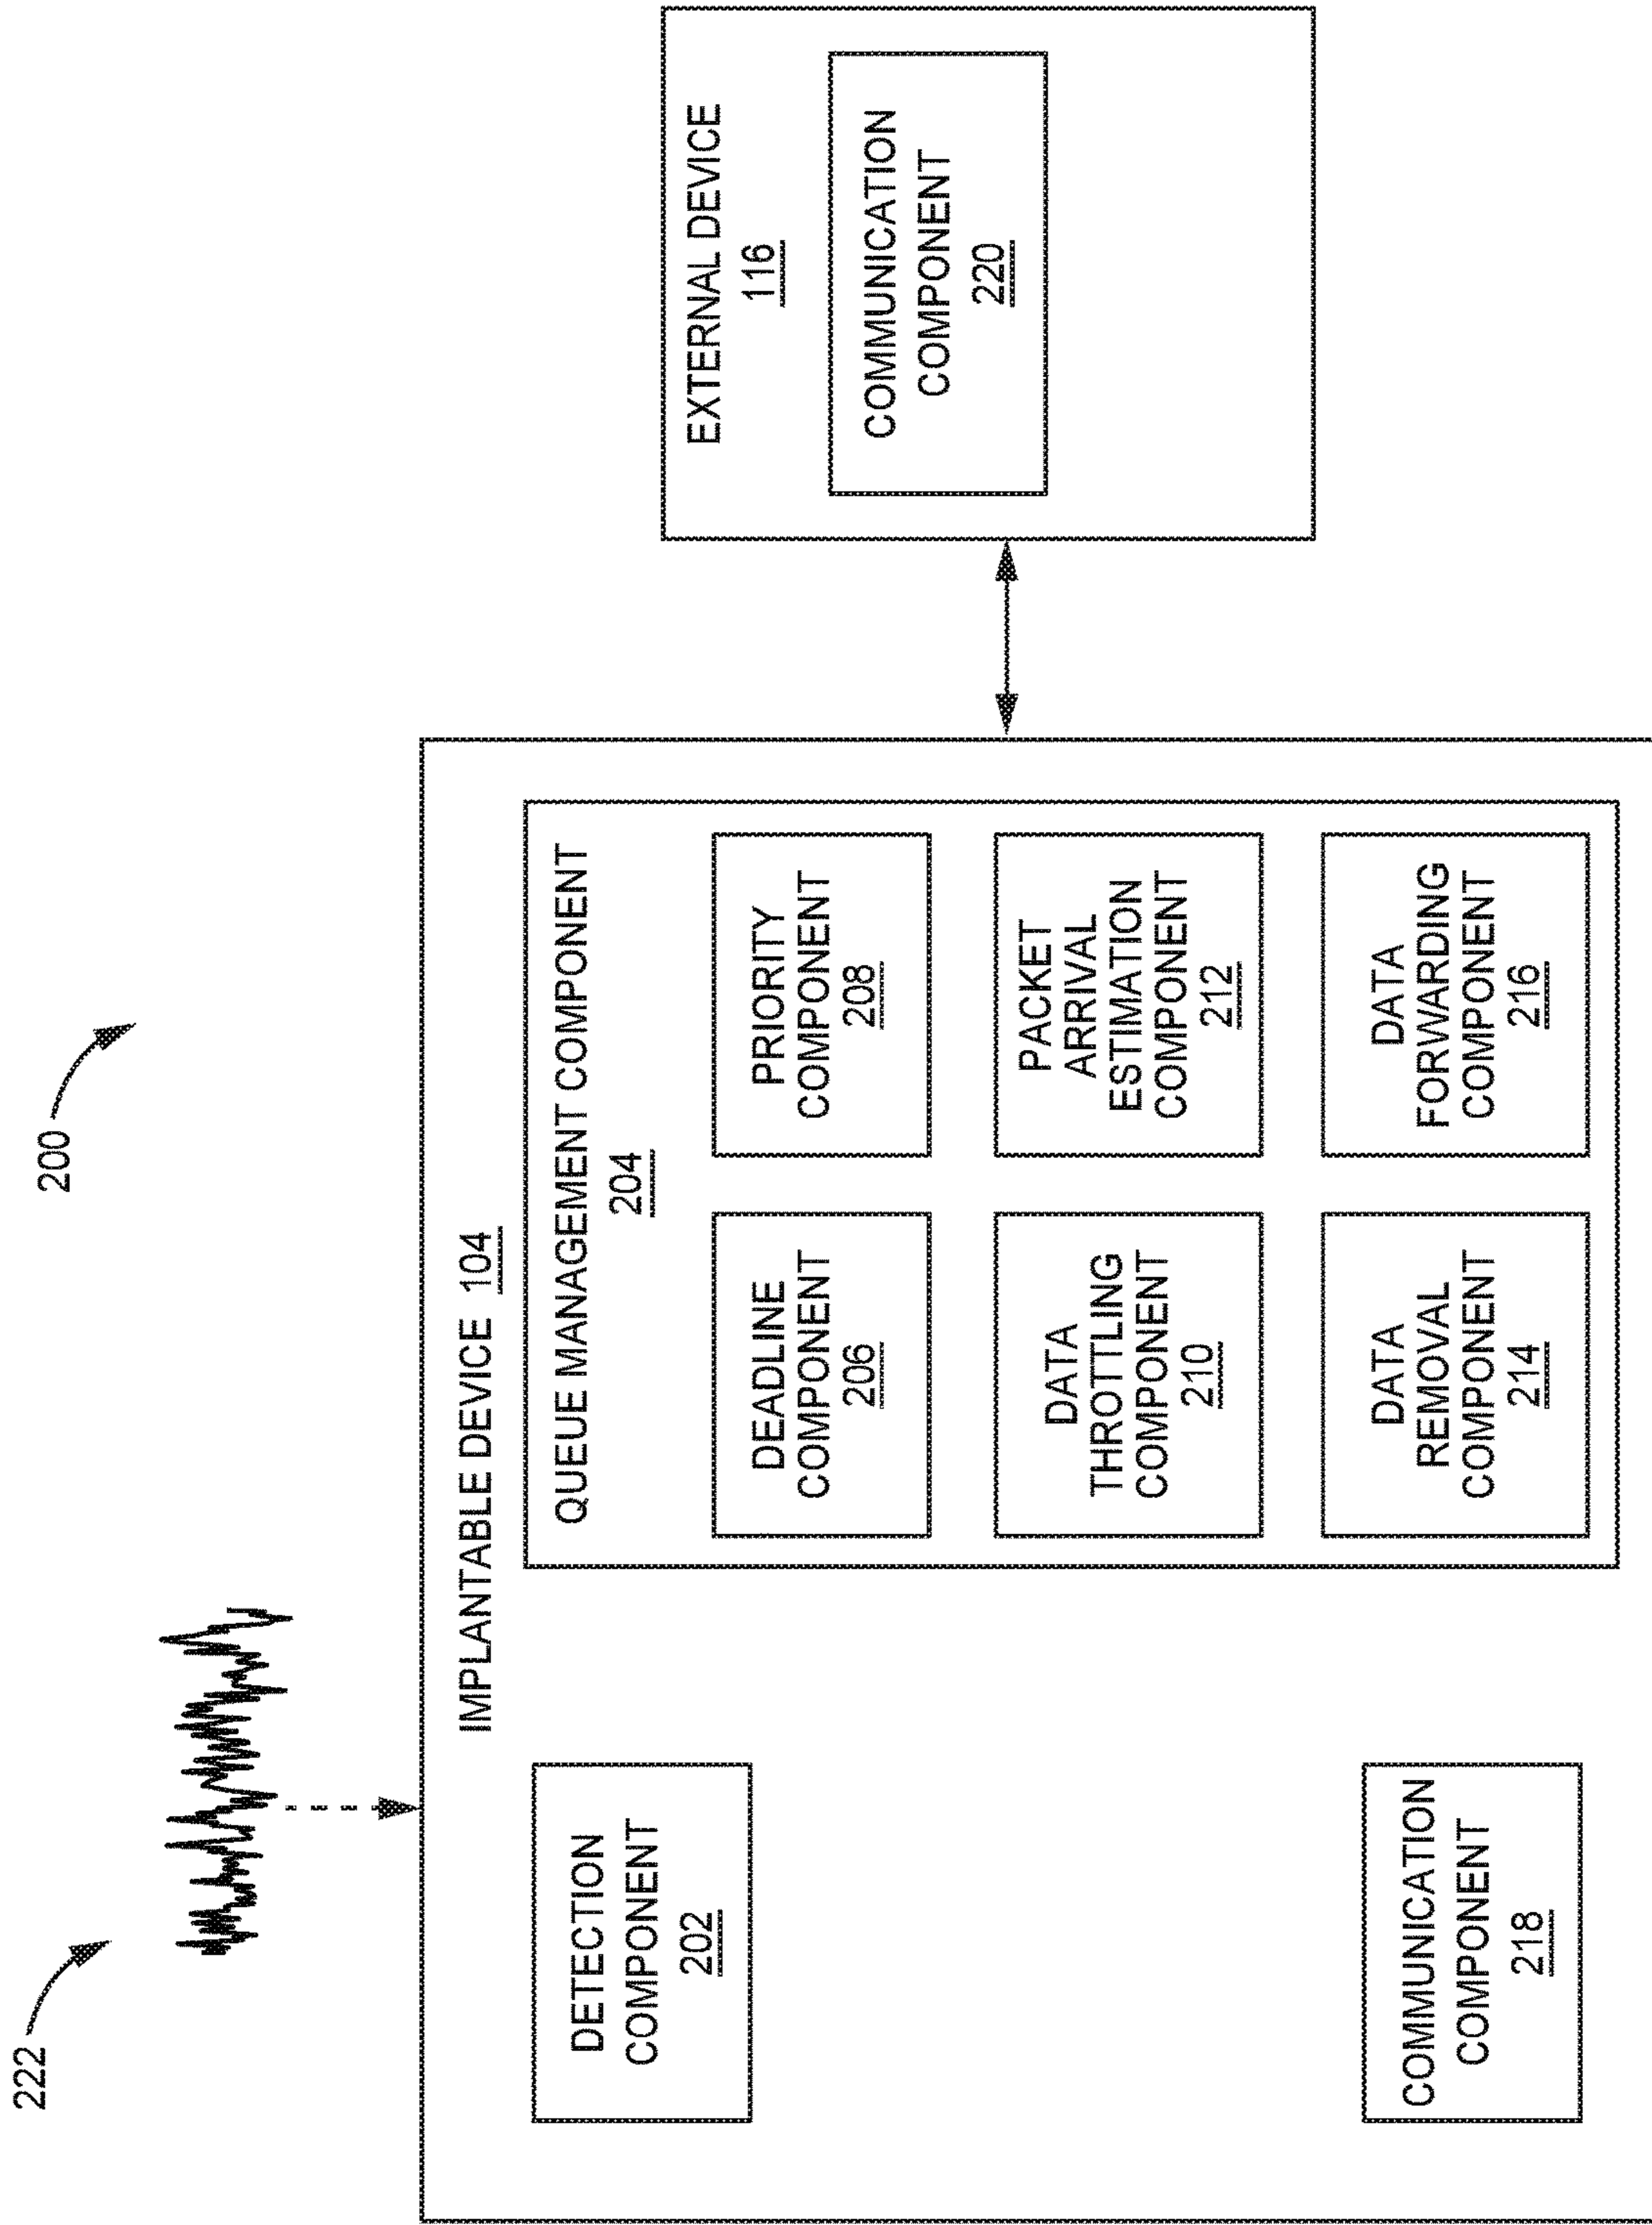 200
222
IMPLANTABLE DEVICE 104
DETECTION
COMPONENT
202
QUEUE MANAGEMENT COMPONENT
204
DEADLINE
COMPONENT
206
PRIORITY
COMPONENT
208
DATA
THROTTLING
COMPONENT
210
PACKET
ARRIVAL
ESTIMATION
COMPONENT
212
DATA
REMOVAL
COMPONENT
214
DATA
FORWARDING
COMPONENT
216
COMMUNICATION
COMPONENT
218
EXTERNAL DEVICE
116
COMMUNICATION
COMPONENT
220